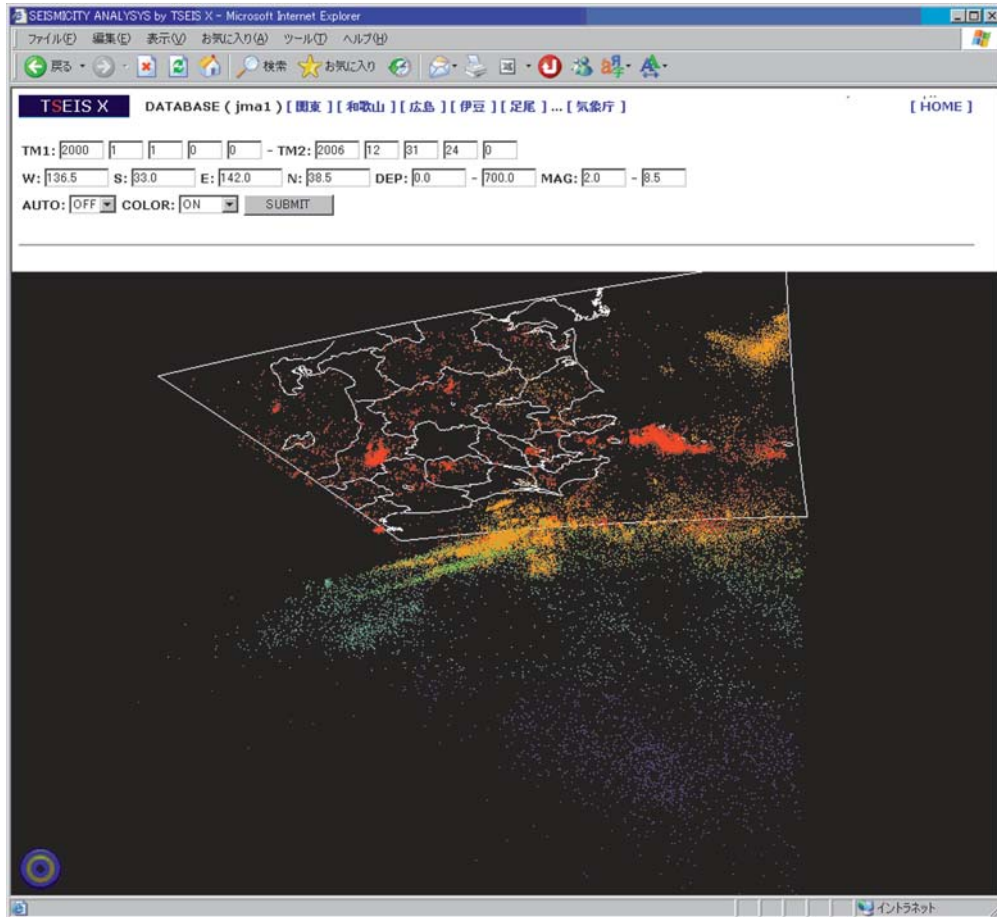 SEISMICITY ANALYSYS by TSEIS X - Microsoft Internet Explorer
ファイル(F) 編集(E) 表示(V) お気に入り(A) ツール(T) ヘルプ(H)
戻る 検索 お気に入り
TSEIS X DATABASE ( jma1 ) [ 関東 ] [ 和歌山 ] [ 広島 ] [ 伊豆 ] [ 足尾 ] ... [ 気象庁 ] [ HOME ]
TM1: 2000 1 1 0 0 - TM2: 2006 12 31 24 0
W: 136.5 S: 33.0 E: 142.0 N: 38.5 DEP: 0.0 - 700.0 MAG: 2.0 - 8.5
AUTO: OFF COLOR: ON SUBMIT
イントラネット